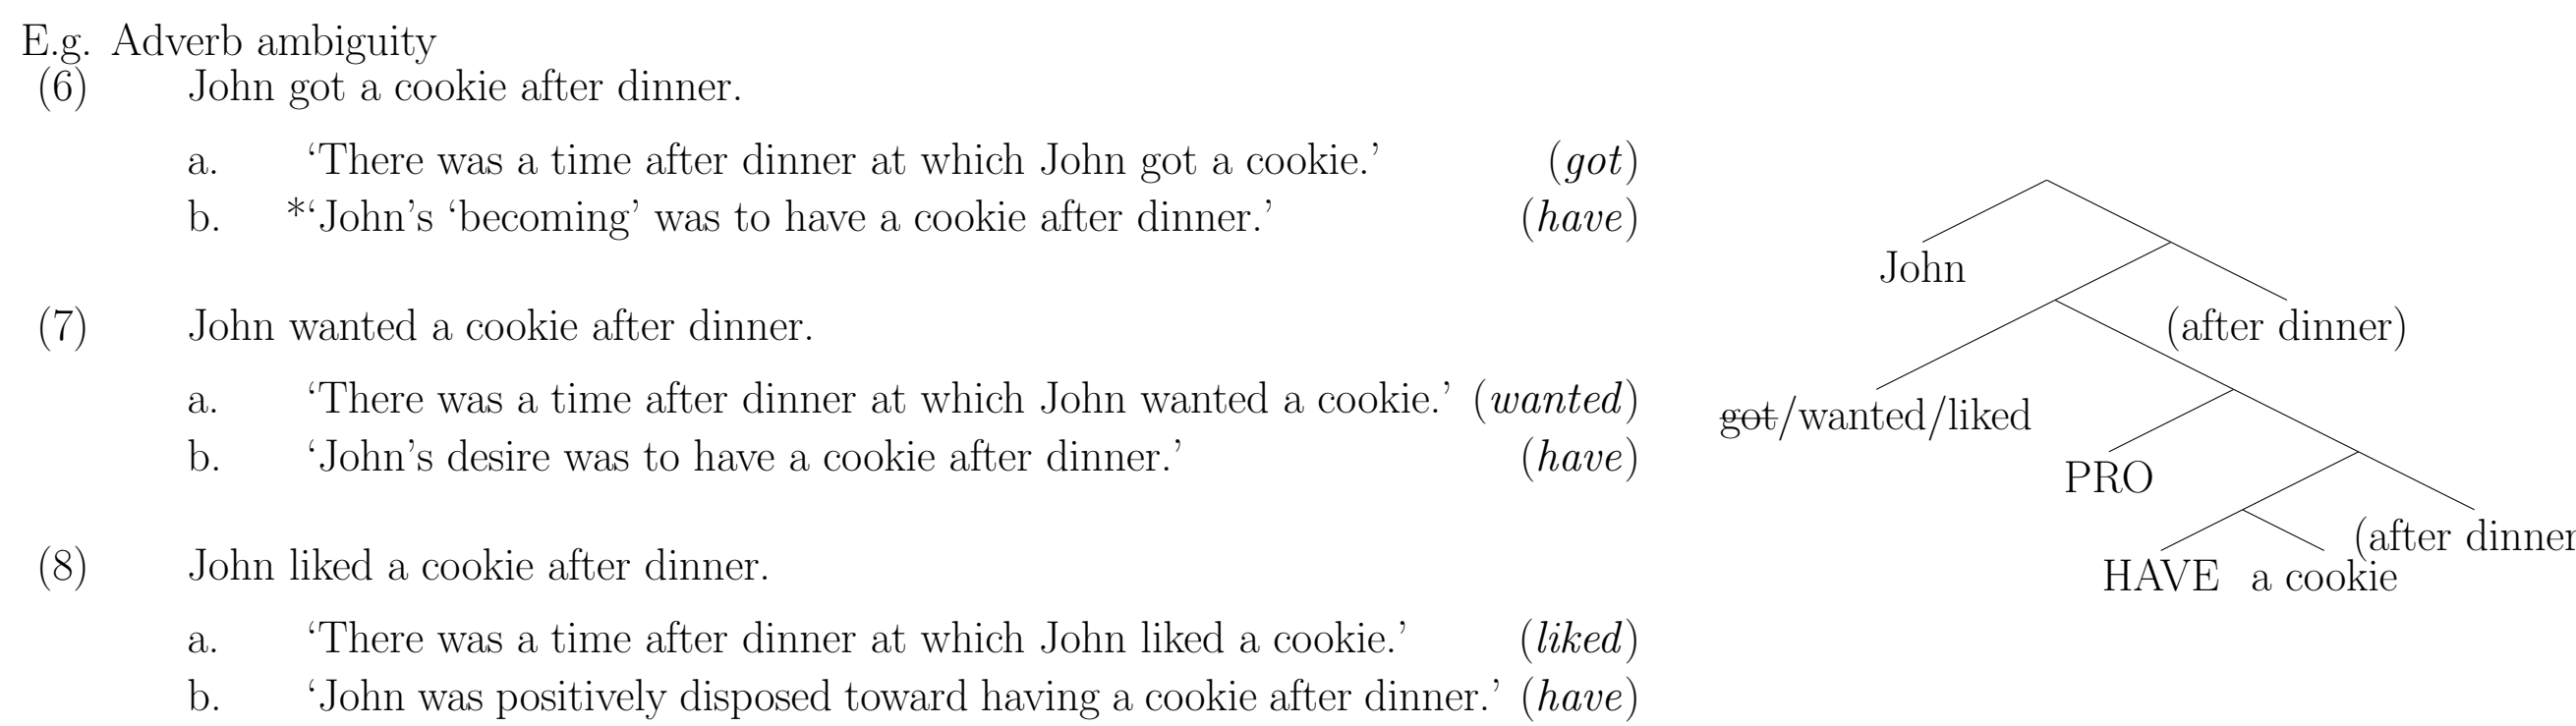 E.g. Adverb ambiguity
(6) John got a cookie after dinner.
a. ‘There was a time after dinner at which John got a cookie.’ (got)
b. *‘John’s ‘becoming’ was to have a cookie after dinner.’ (have)
(7) John wanted a cookie after dinner.
a. ‘There was a time after dinner at which John wanted a cookie.’ (wanted)
b. ‘John’s desire was to have a cookie after dinner.’ (have)
(8) John liked a cookie after dinner.
a. ‘There was a time after dinner at which John liked a cookie.’ (liked)
b. ‘John was positively disposed toward having a cookie after dinner.’ (have)
John
(after dinner)
got/wanted/liked
PRO
(after dinner
HAVE a cookie